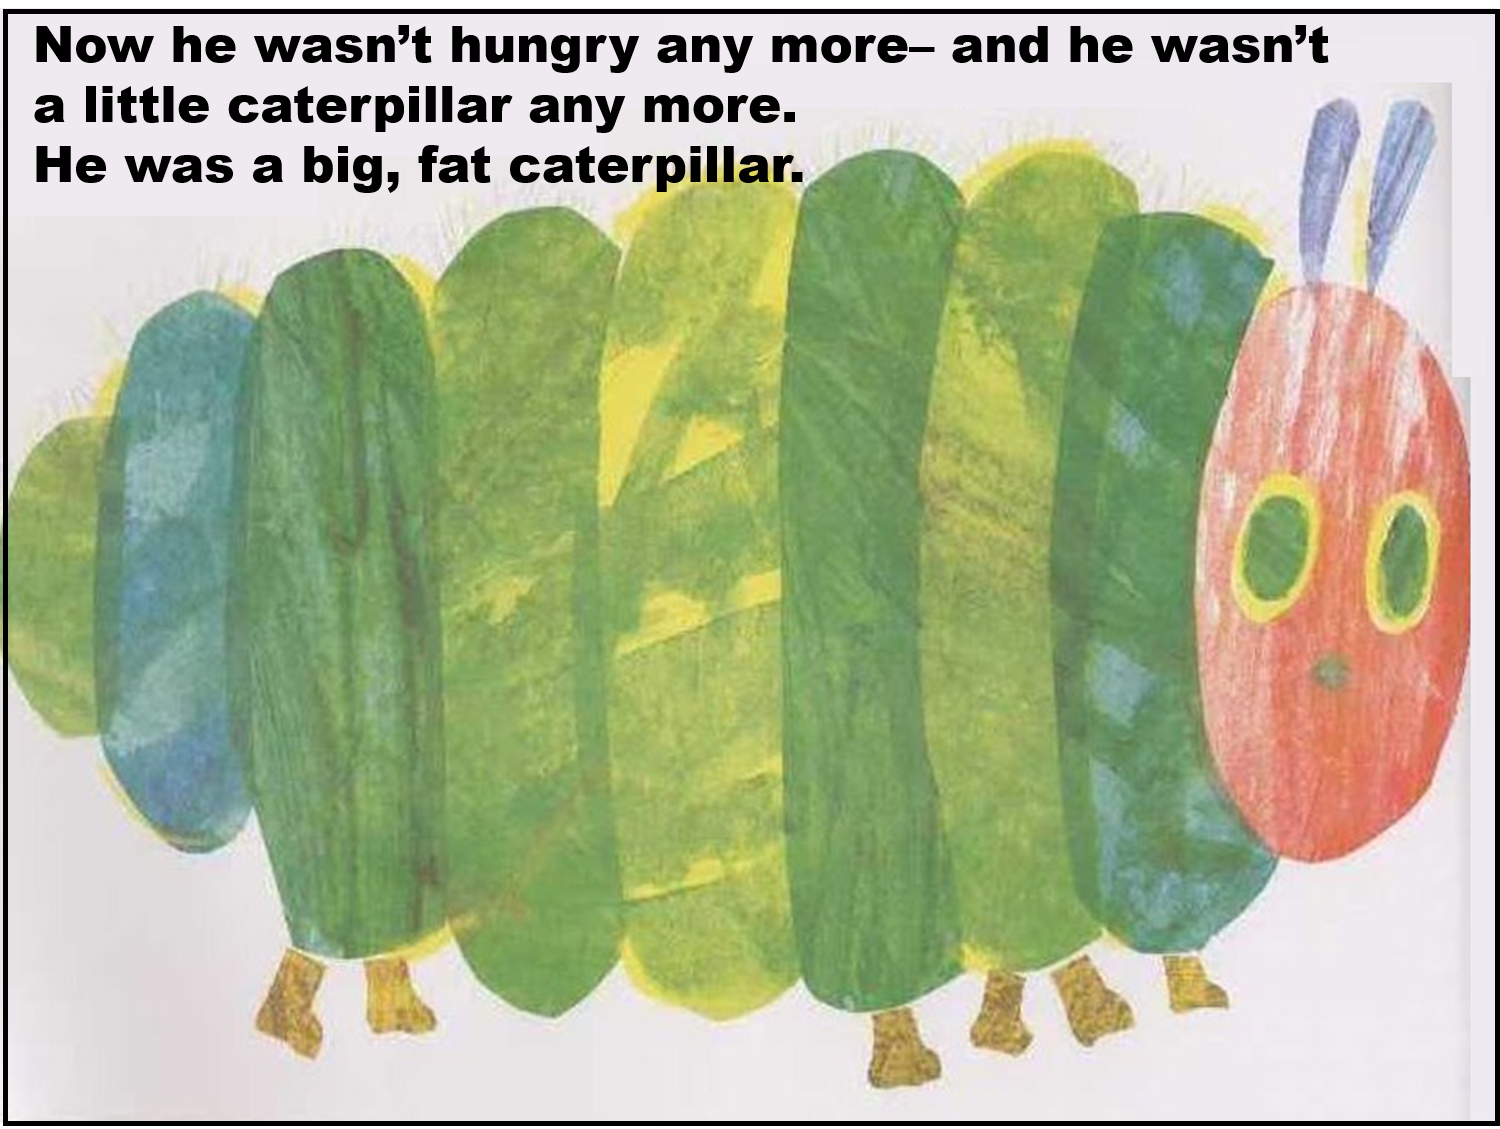 Now he wasn’t hungry any more– and he wasn’t
a little caterpillar any more.
He was a big, fat caterpillar.